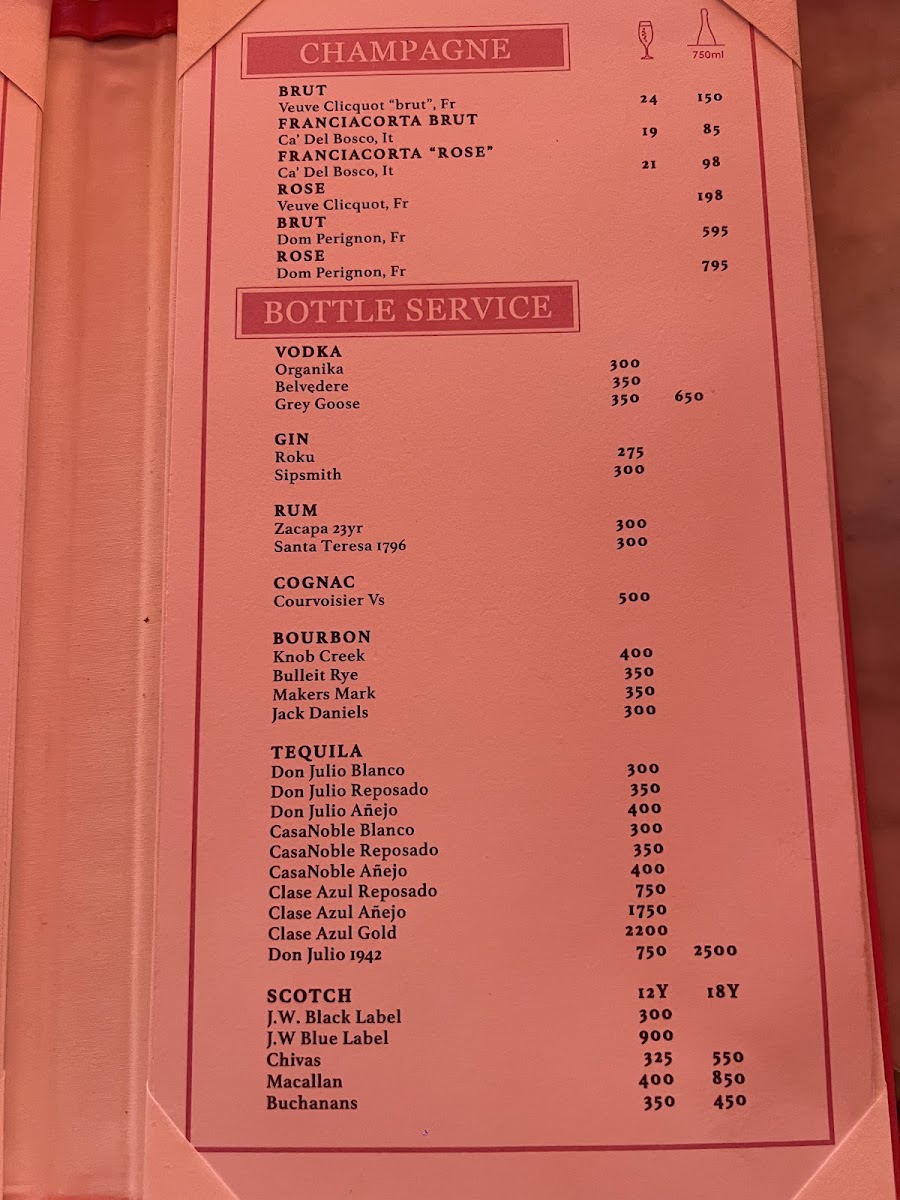 CHAMPAGNE
750ml
BRUT
Veuve Clicquot “brut”, Fr 24 150
FRANCIACORTA BRUT
Ca' Del Bosco, It 19 85
FRANCIACORTA “ROSE”
Ca' Del Bosco, It 21 98
ROSE
Veuve Clicquot, Fr 198
BRUT
Dom Perignon, Fr 595
ROSE
Dom Perignon, Fr 795
BOTTLE SERVICE
VODKA
Organika 300
Belvedere 350
Grey Goose 350 650
GIN
Roku 275
Sipsmith 300
RUM
Zacapa 23yr 300
Santa Teresa 1796 300
COGNAC
Courvoisier Vs 500
BOURBON
Knob Creek 400
Bulleit Rye 350
Makers Mark 350
Jack Daniels 300
TEQUILA
Don Julio Blanco 300
Don Julio Reposado 350
Don Julio Añejo 400
CasaNoble Blanco 300
CasaNoble Reposado 350
CasaNoble Añejo 400
Clase Azul Reposado 750
Clase Azul Añejo 1750
Clase Azul Gold 2200
Don Julio 1942 750 2500
SCOTCH 12Y 18Y
J.W. Black Label 300
J.W Blue Label 900
Chivas 325 550
Macallan 400 850
Buchanans 350 450